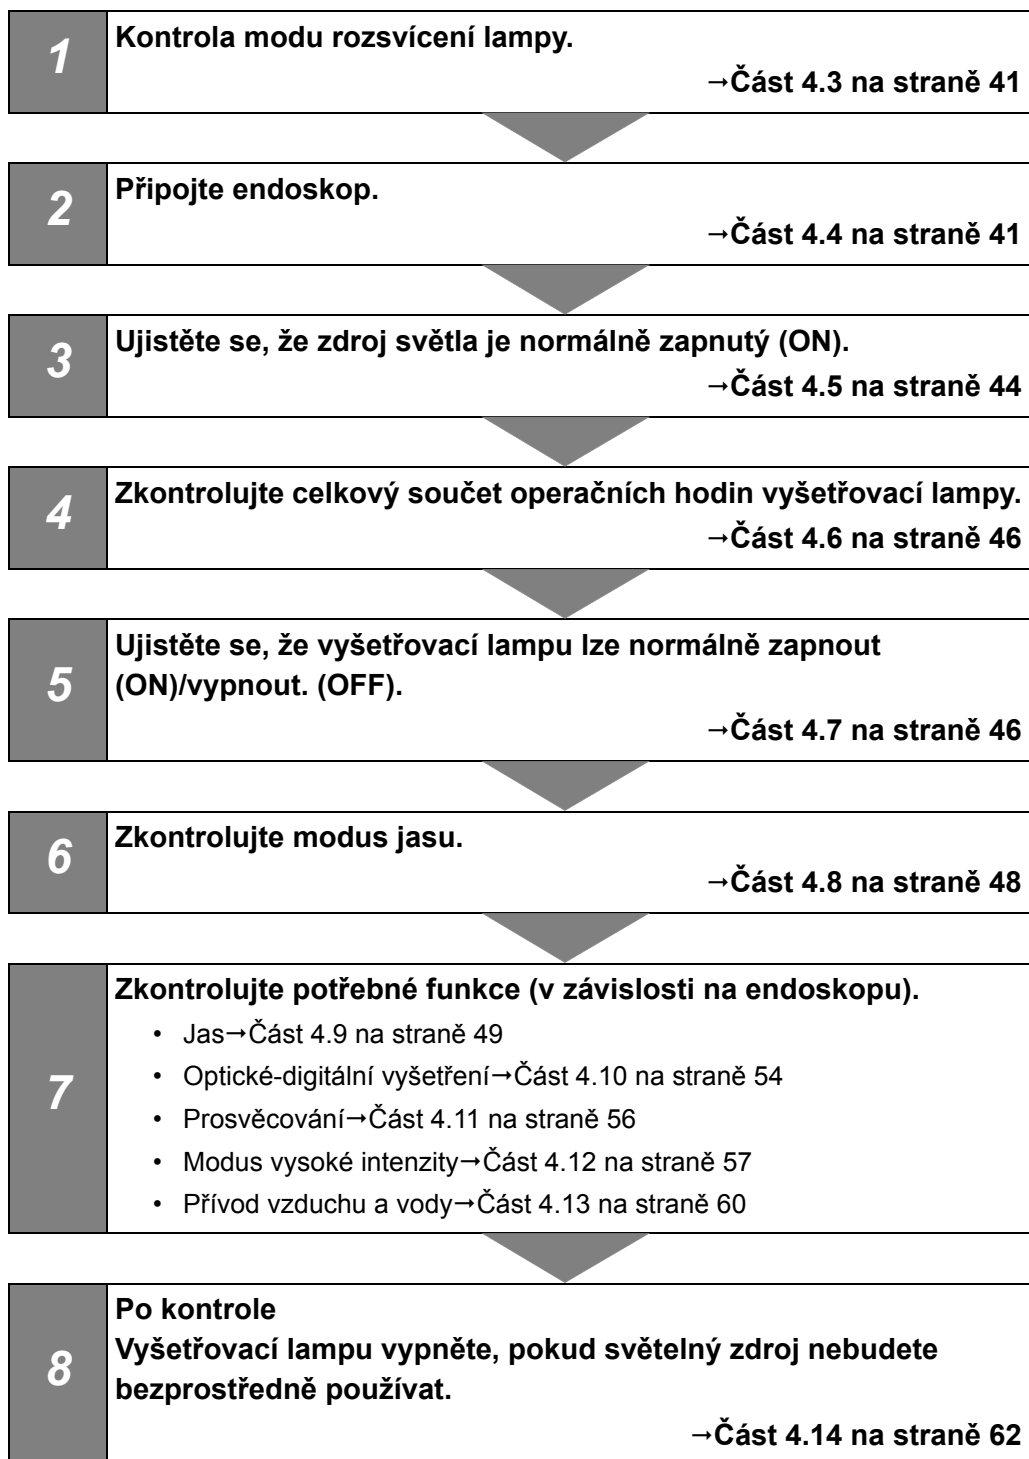 1
Kontrola modu rozsvícení lampy.
→Část 4.3 na straně 41
2
Připojte endoskop.
→Část 4.4 na straně 41
3
Ujistěte se, že zdroj světla je normálně zapnutý (ON).
→Část 4.5 na straně 44
4
Zkontrolujte celkový součet operačních hodin vyšetřovací lampy.
→Část 4.6 na straně 46
5
Ujistěte se, že vyšetřovací lampu lze normálně zapnout
(ON)/vypnout. (OFF).
→Část 4.7 na straně 46
6
Zkontrolujte modus jasu.
→Část 4.8 na straně 48
7
Zkontrolujte potřebné funkce (v závislosti na endoskopu).
• Jas→Část 4.9 na straně 49
• Optické-digitální vyšetření→Část 4.10 na straně 54
• Prosvěcování→Část 4.11 na straně 56
• Modus vysoké intenzity→Část 4.12 na straně 57
• Přívod vzduchu a vody→Část 4.13 na straně 60
8
Po kontrole
Vyšetřovací lampu vypněte, pokud světelný zdroj nebudete
bezprostředně používat.
→Část 4.14 na straně 62